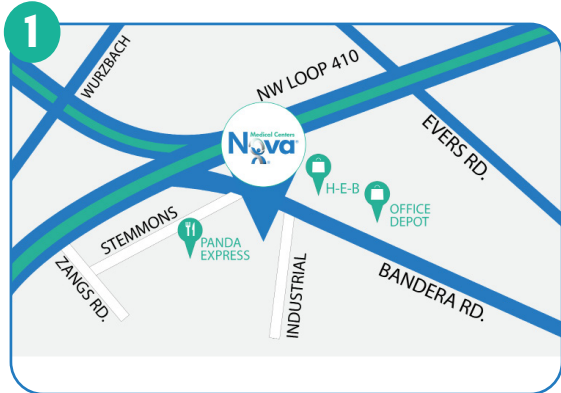 1
WURZBACH
NW LOOP 410
EVERS RD.
Medical Centers
Nova
H-E-B
OFFICE
DEPOT
STEMMONS
PANDA
EXPRESS
ZANGS RD.
INDUSTRIAL
BANDERA RD.